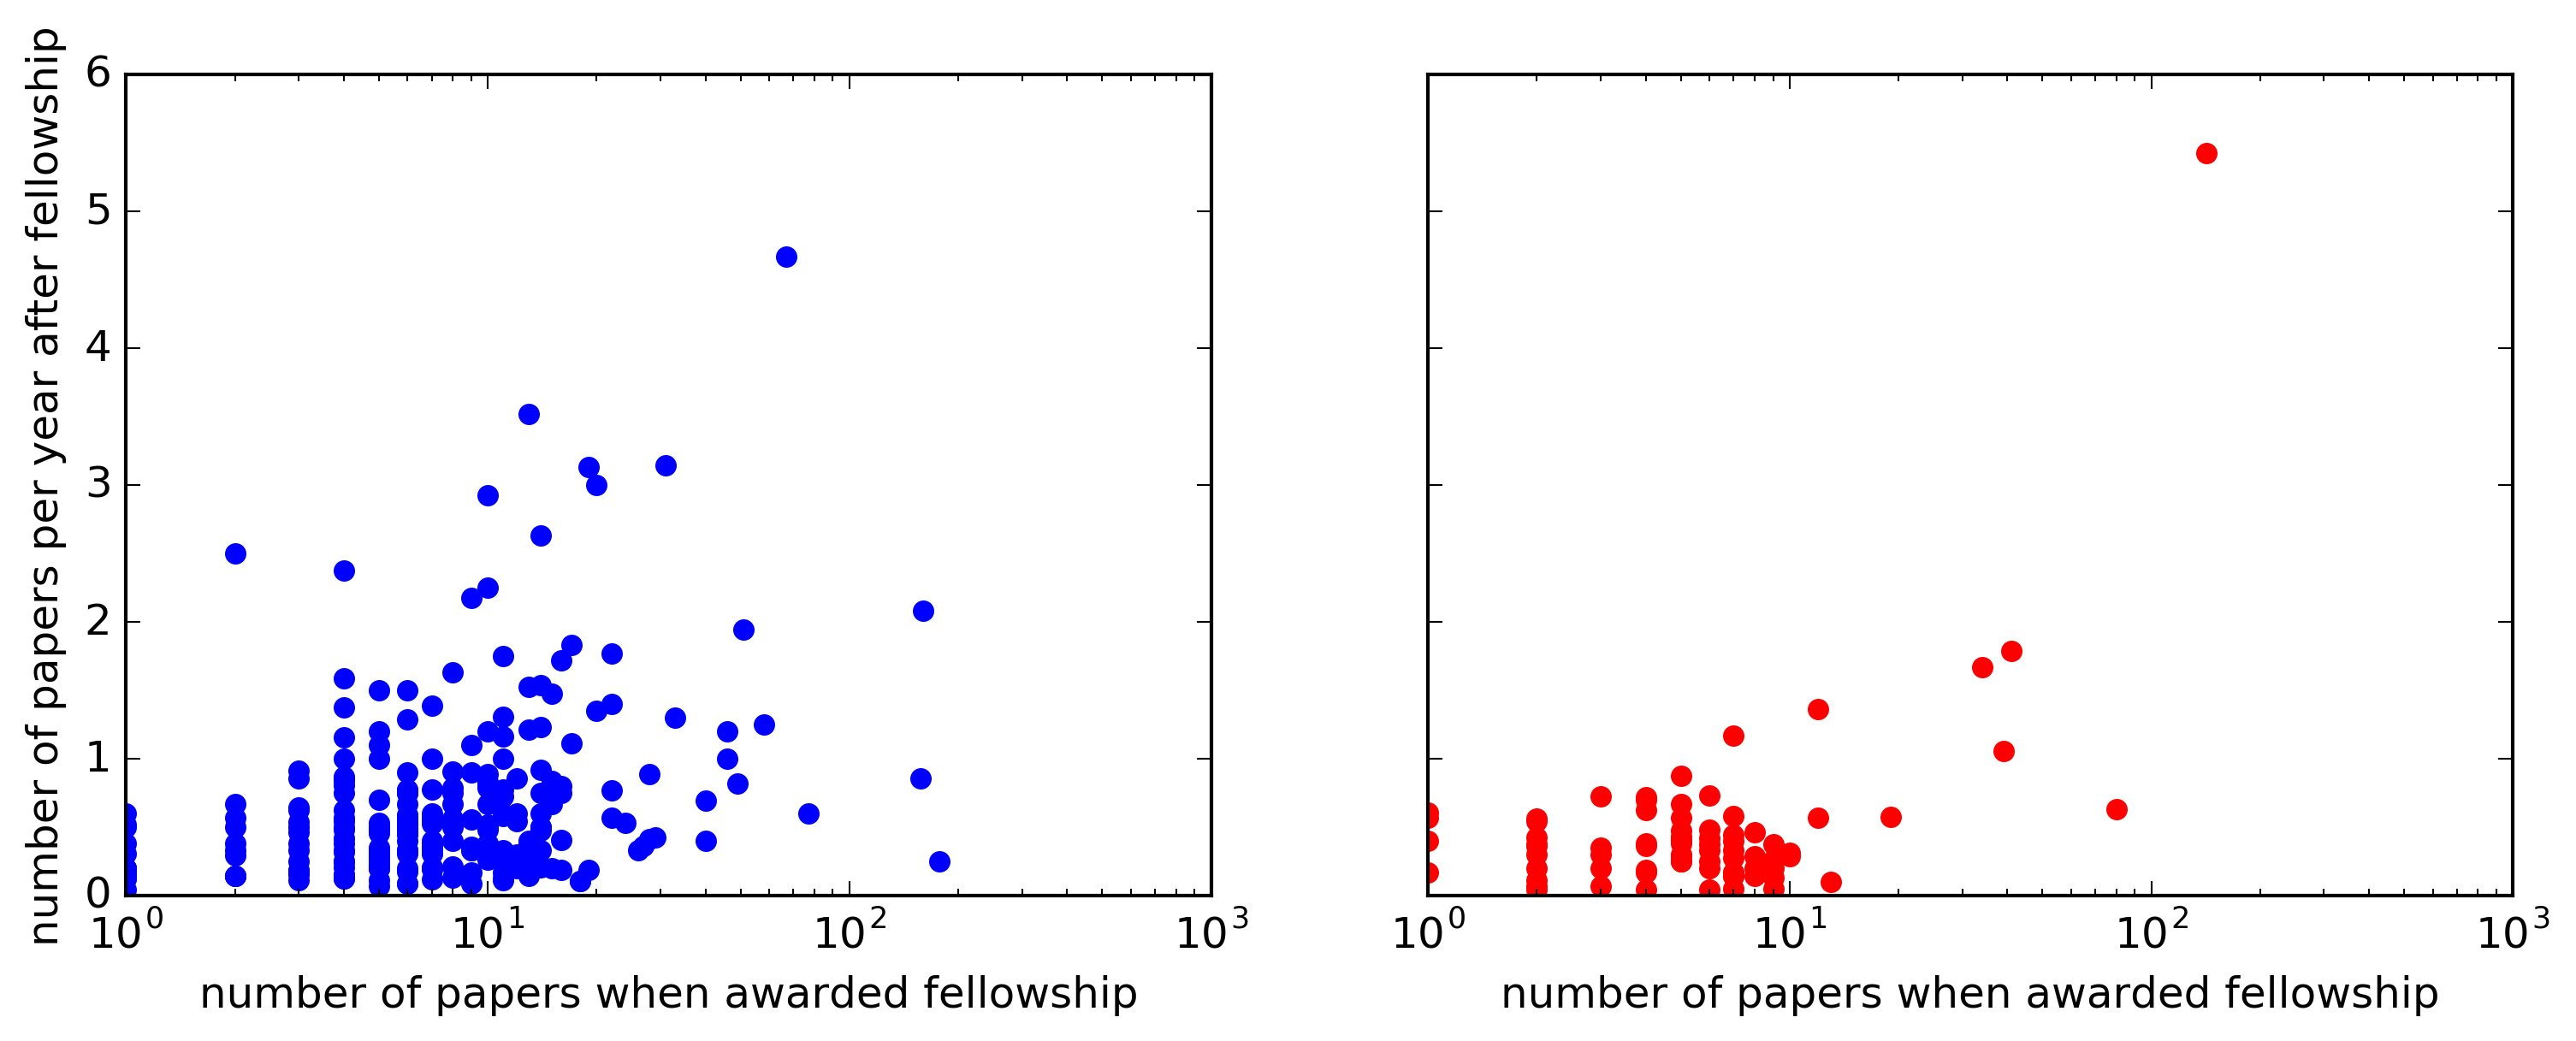 number of papers per year after fellowship
6
5
4
3
2
1
0
10^0 10^1 10^2 10^3
number of papers when awarded fellowship
10^0 10^1 10^2 10^3
number of papers when awarded fellowship